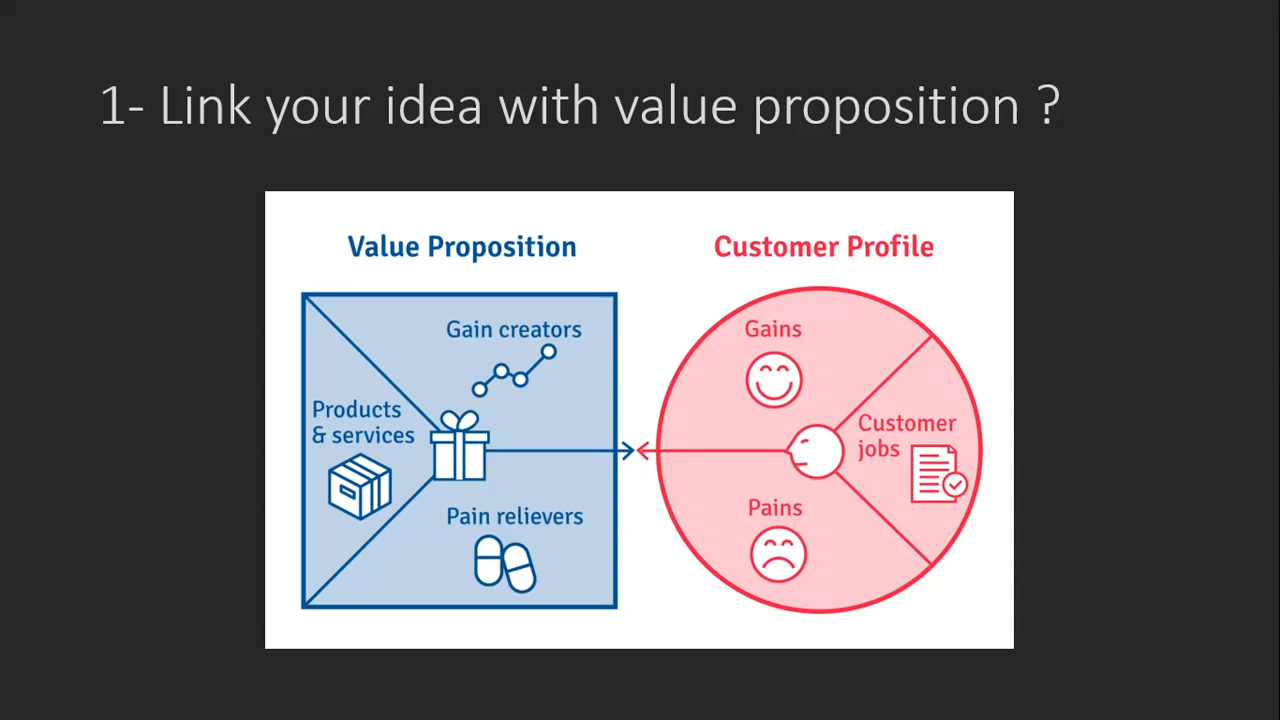 1- Link your idea with value proposition ?
Value Proposition
Gain creators
Products
& services
Pain relievers
Customer Profile
Gains
Customer
jobs
Pains